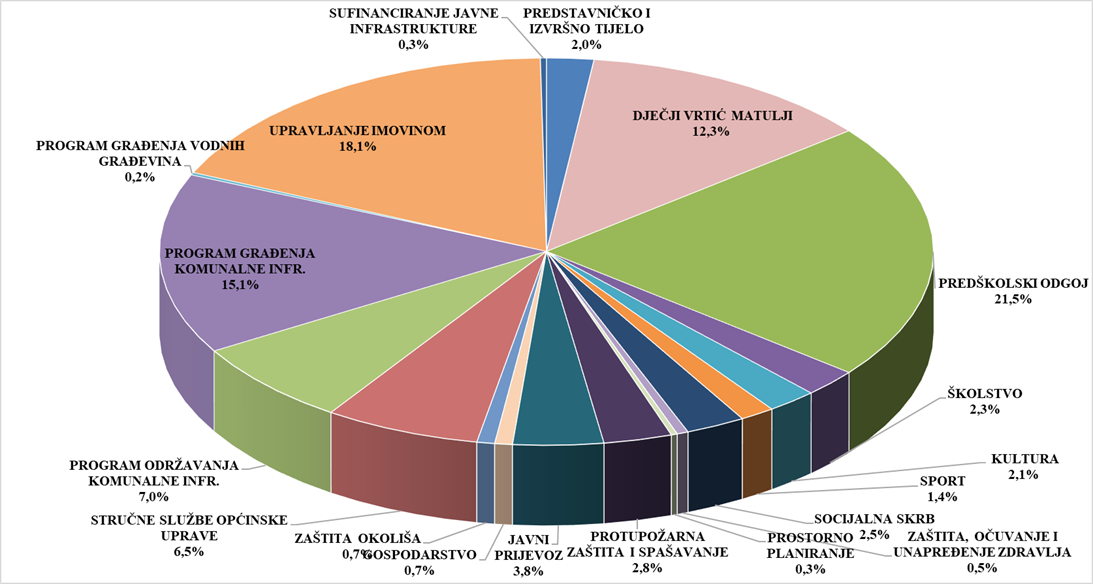 SUFINANCIRANJE JAVNE
INFRASTRUKTURE
0,3%
PREDSTAVNIČKO I
IZVRŠNO TIJELO
2,0%
DJEČJI VRTIĆ MATULJI
12,3%
UPRAVLJANJE IMOVINOM
18,1%
PROGRAM GRAĐENJA VODNIH
GRAĐEVINA
0,2%
PROGRAM GRAĐENJA
KOMUNALNE INFR.
15,1%
PREDŠKOLSKI ODGOJ
21,5%
ŠKOLSTVO
2,3%
KULTURA
2,1%
SPORT
1,4%
SOCIJALNA SKRB
2,5%
ZAŠTITA, OČUVANJE I
UNAPREĐENJE ZDRAVLJA
0,5%
PROSTORNO
PLANIRANJE
0,3%
PROTUPOŽARNA
ZAŠTITA I SPAŠAVANJE
2,8%
JAVNI
PRIJEVOZ
3,8%
GOSPODARSTVO
0,7%
ZAŠTITA OKOLIŠA
0,7%
STRUČNE SLUŽBE OPĆINSKE
UPRAVE
6,5%
PROGRAM ODRŽAVANJA
KOMUNALNE INFR.
7,0%